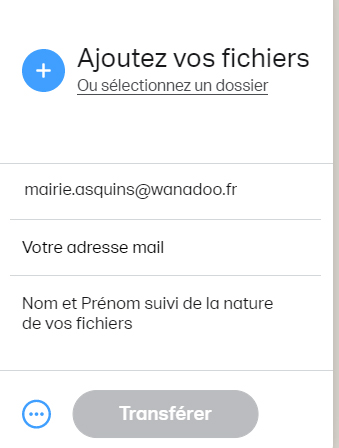 Ajoutez vos fichiers
Ou sélectionnez un dossier
mairie.asquins@wanadoo.fr
Votre adresse mail
Nom et Prénom suivi de la nature
de vos fichiers
Transférer